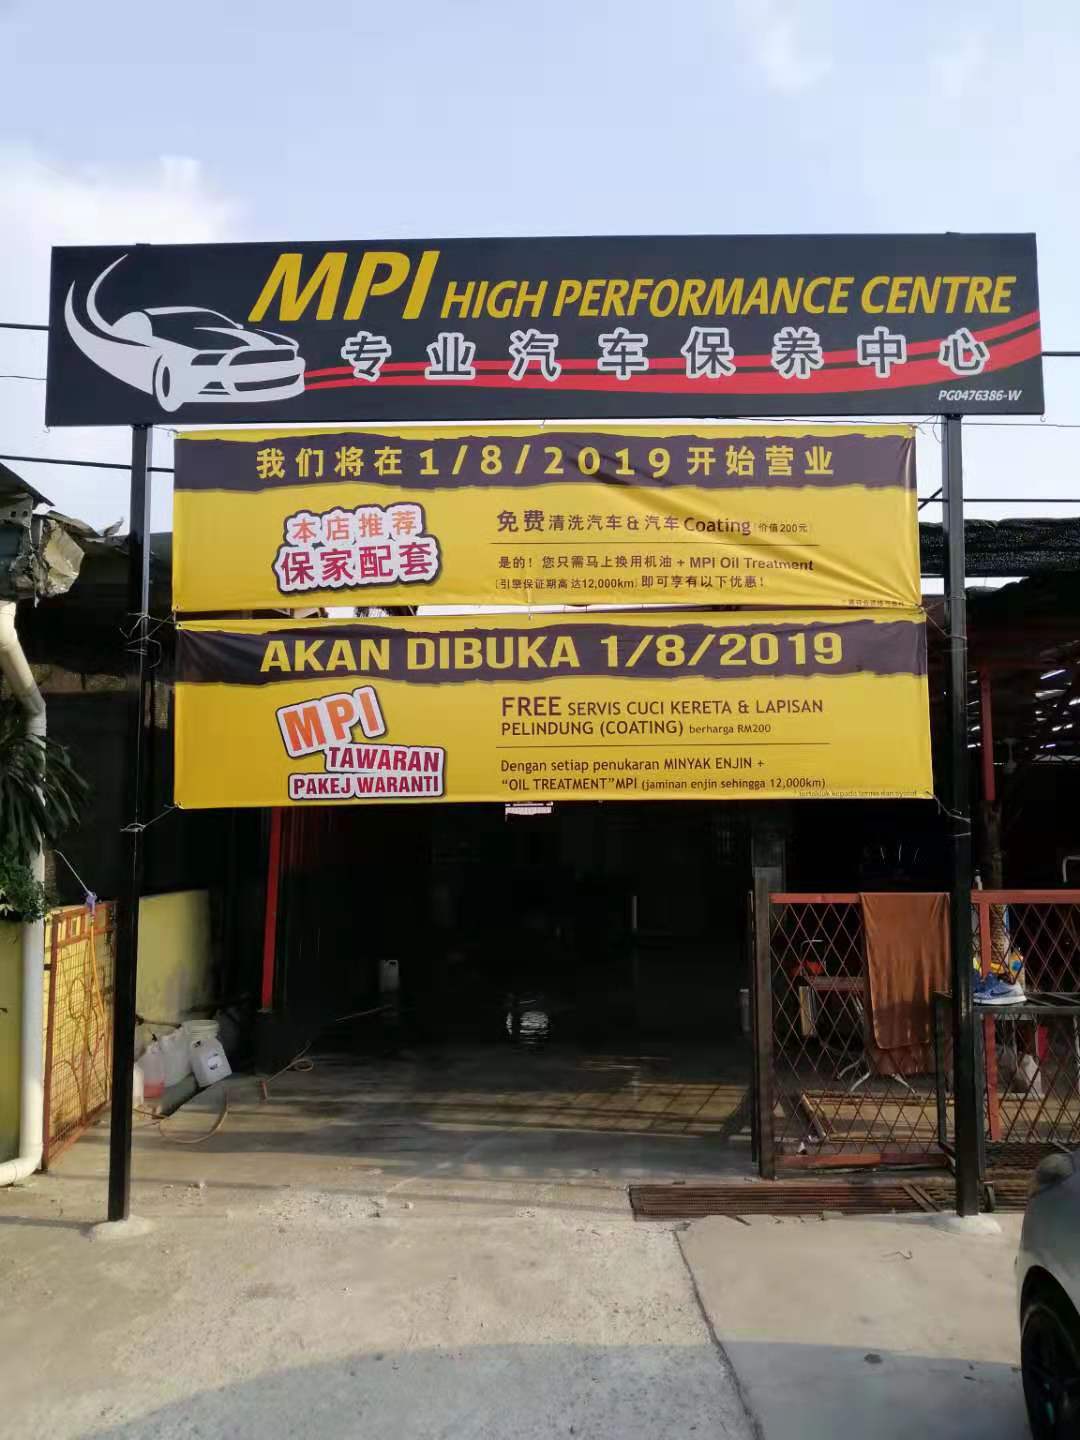 MPI HIGH PERFORMANCE CENTRE
专业汽车保养中心
PG0476386-W
我们将在1/8/2019开始营业
本店推荐
保家配套
免费清洗汽车&汽车Coating(价值200元)
是的！您只需马上换用机油 + MPI Oil Treatment
(引擎保证期高达12,000km) 即可享有以下优惠！
AKAN DIBUKA 1/8/2019
MPI
TAWARAN
PAKEJ WARANTI
FREE SERVIS CUCI KERETA & LAPISAN
PELINDUNG (COATING) berharga RM200
Dengan setiap penukaran MINYAK ENJIN +
“OIL TREATMENT”MPI (jaminan enjin sehingga 12,000km)
* tertakluk kepada terma dan syarat